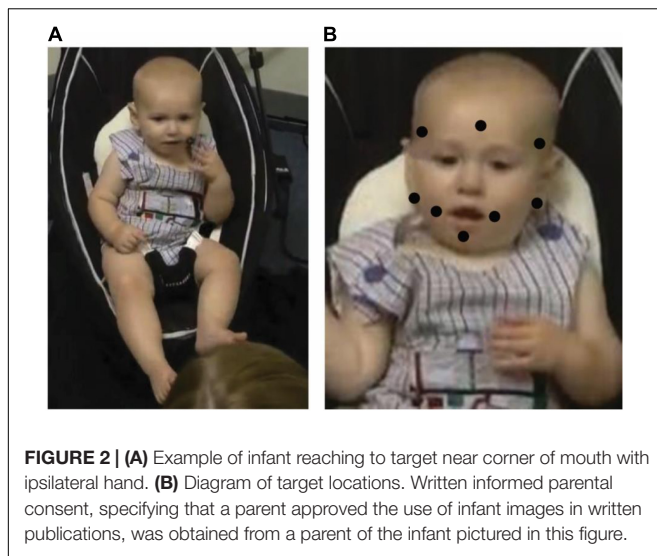 A
B
FIGURE 2 | (A) Example of infant reaching to target near corner of mouth with
ipsilateral hand. (B) Diagram of target locations. Written informed parental
consent, specifying that a parent approved the use of infant images in written
publications, was obtained from a parent of the infant pictured in this figure.